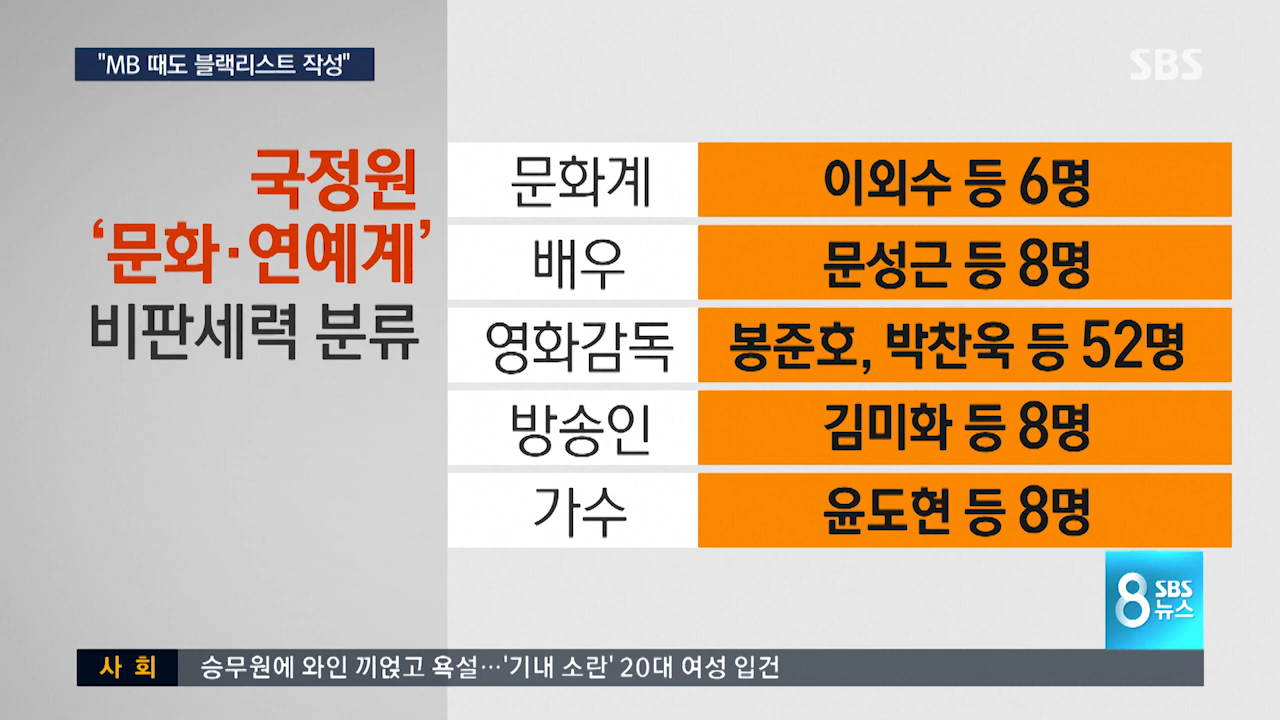 "MB 때도 블랙리스트 작성"
SBS
국정원
‘문화·연예계’
비판세력 분류
문화계 이외수 등 6명
배우 문성근 등 8명
영화감독 봉준호, 박찬욱 등 52명
방송인 김미화 등 8명
가수 윤도현 등 8명
8 SBS 뉴스
사 회 승무원에 와인 끼얹고 욕설…'기내 소란' 20대 여성 입건